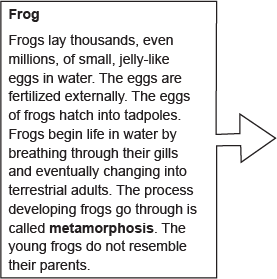 Frog
Frogs lay thousands, even
millions, of small, jelly-like
eggs in water. The eggs are
fertilized externally. The eggs
of frogs hatch into tadpoles.
Frogs begin life in water by
breathing through their gills
and eventually changing into
terrestrial adults. The process
developing frogs go through is
called metamorphosis. The
young frogs do not resemble
their parents.